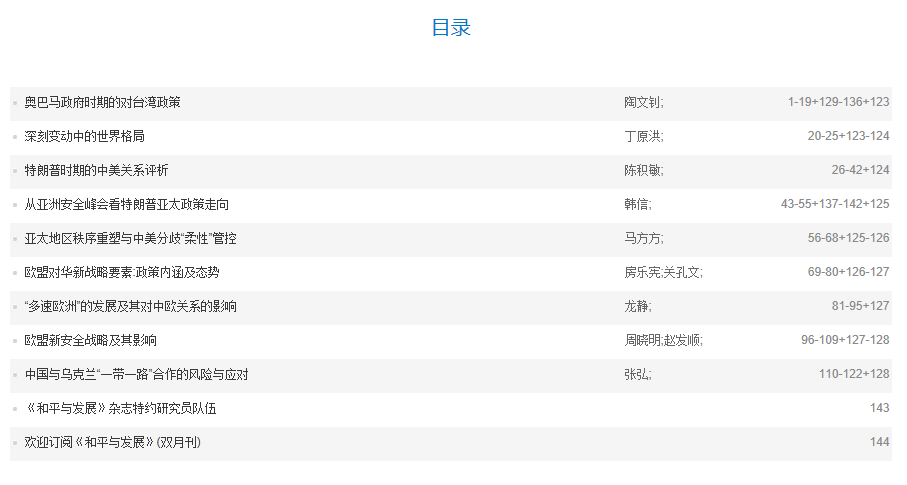 目录
奥巴马政府时期的对台湾政策 陶文钊; 1-19+129-136+123
深刻变动中的世界格局 丁原洪; 20-25+123-124
特朗普时期的中美关系评析 陈积敏; 26-42+124
从亚洲安全峰会看特朗普亚太政策走向 韩信; 43-55+137-142+125
亚太地区秩序重塑与中美分歧“柔性”管控 马方方; 56-68+125-126
欧盟对华新战略要素:政策内涵及态势 房乐宪;关孔文; 69-80+126-127
“多速欧洲”的发展及其对中欧关系的影响 龙静; 81-95+127
欧盟新安全战略及其影响 周晓明;赵发顺; 96-109+127-128
中国与乌克兰“一带一路”合作的风险与应对 张弘; 110-122+128
《和平与发展》杂志特约研究员队伍 143
欢迎订阅《和平与发展》(双月刊) 144